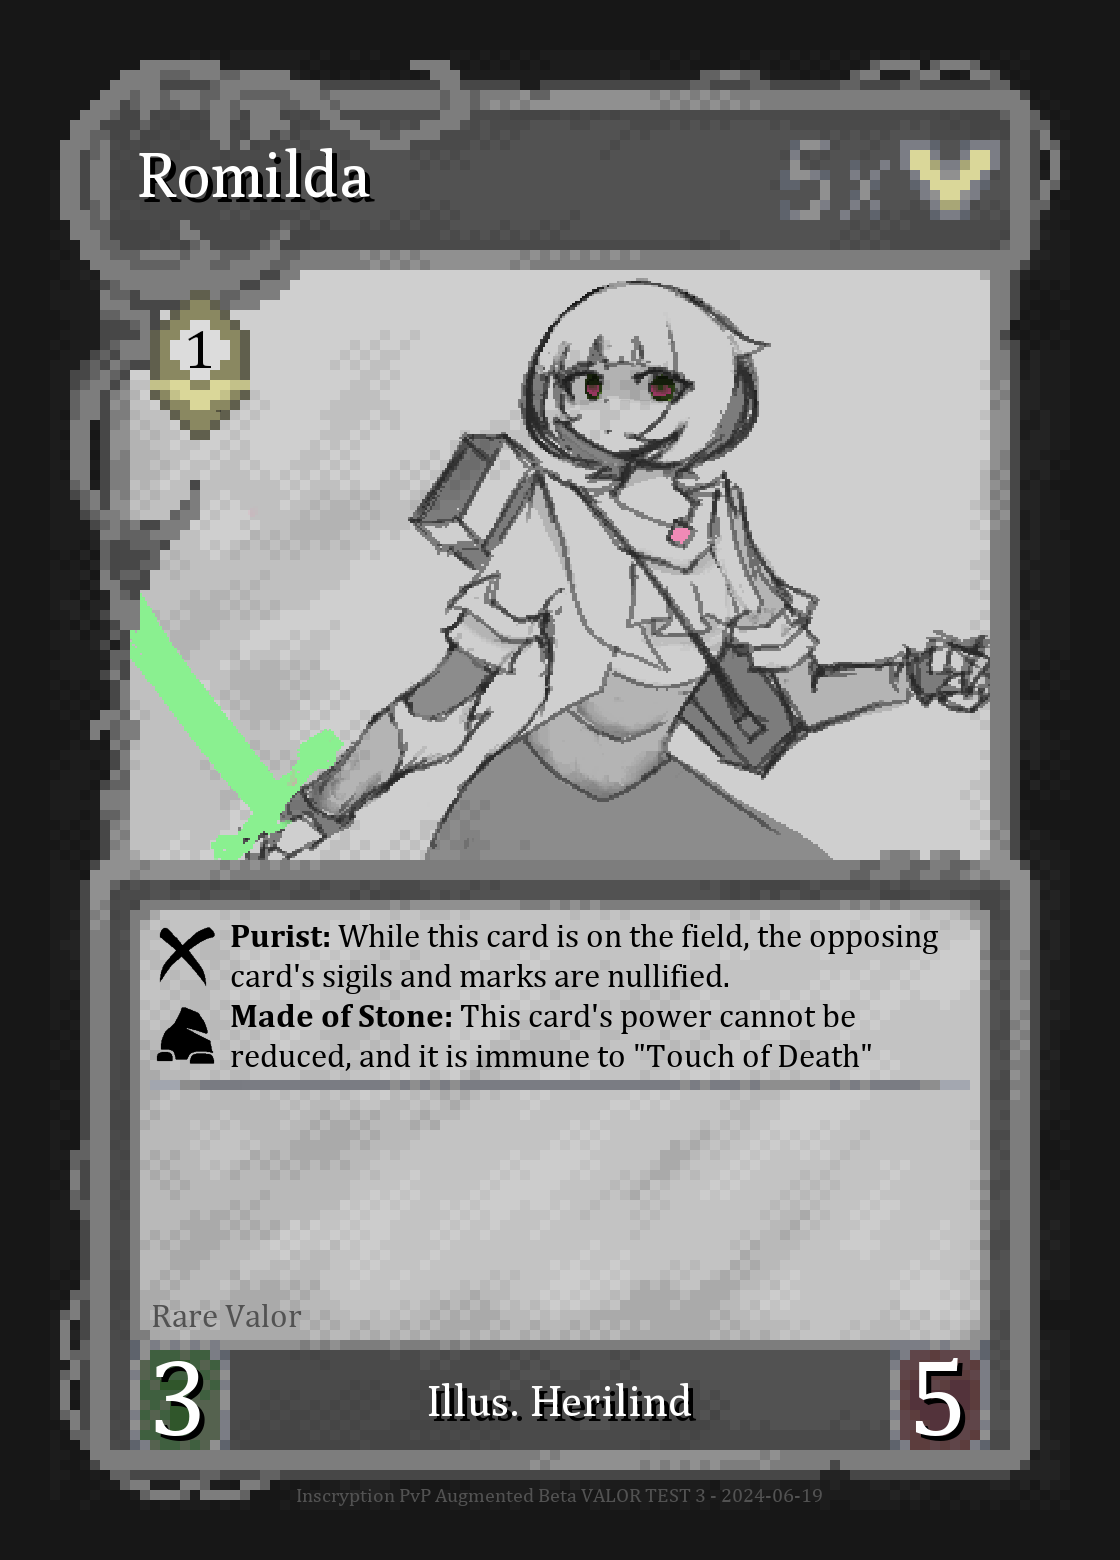 Romilda
5x
1
Purist: While this card is on the field, the opposing
card's sigils and marks are nullified.
Made of Stone: This card's power cannot be
reduced, and it is immune to "Touch of Death"
Rare Valor
3
Illus. Herilind
5
Inscryption PvP Augmented Beta VALOR TEST 3 - 2024-06-19